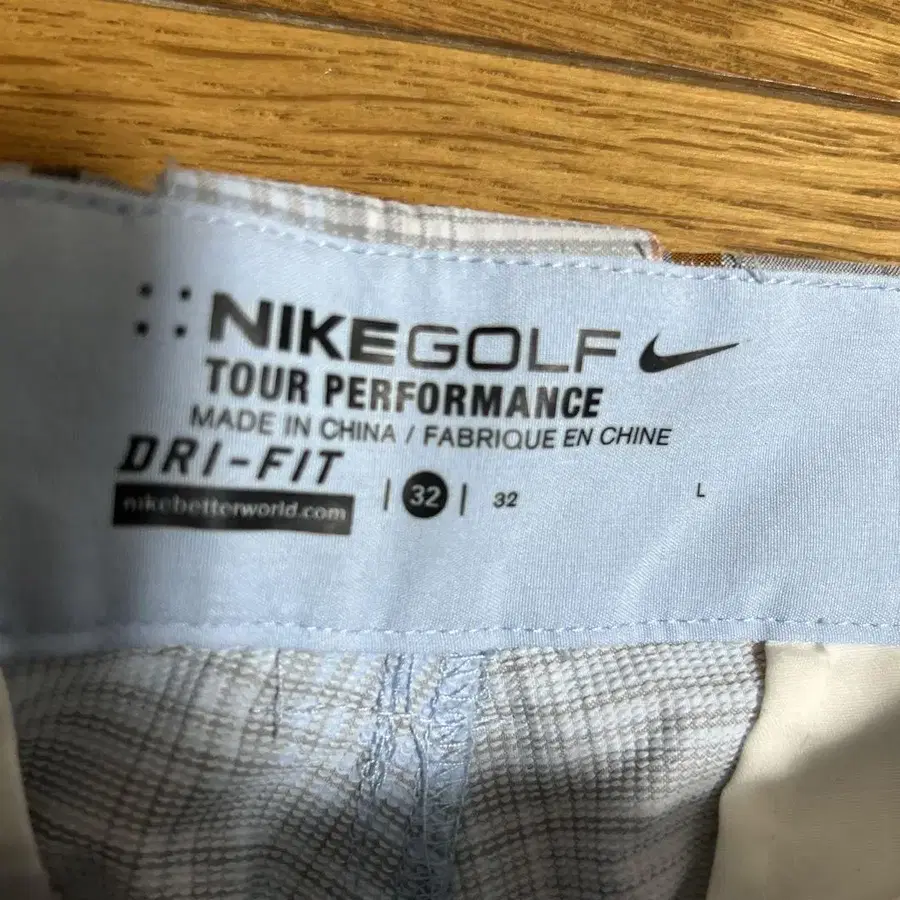 NIKEGOLF
TOUR PERFORMANCE
MADE IN CHINA / FABRIQUE EN CHINE
DRI-FIT
nikebetterworld.com | 32 | 32 L